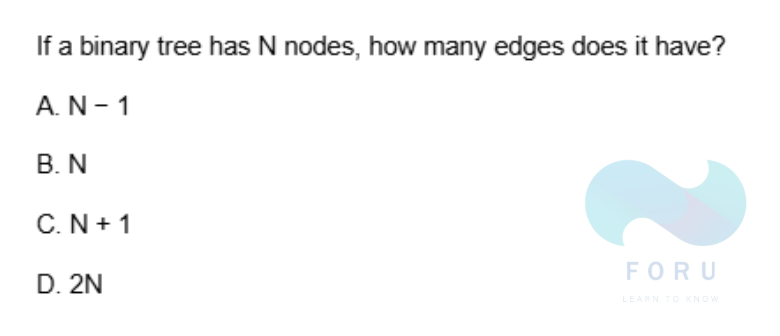 If a binary tree has N nodes, how many edges does it have?
A. N − 1
B. N
C. N + 1
D. 2N
FORU
LEARN TO KNOW